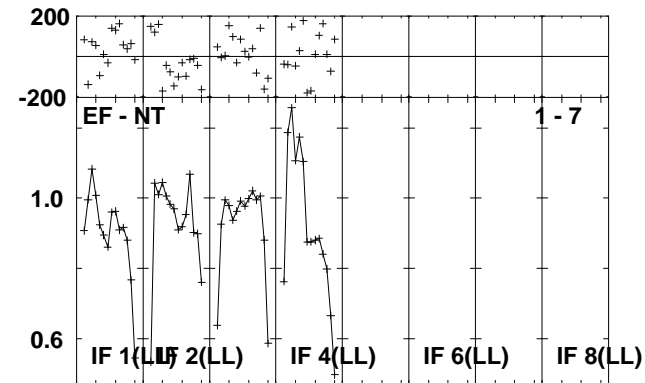 200
-200
EF - NT 1 - 7
1.0
0.6
IF 1(LL) IF 2(LL) IF 4(LL) IF 6(LL) IF 8(LL)